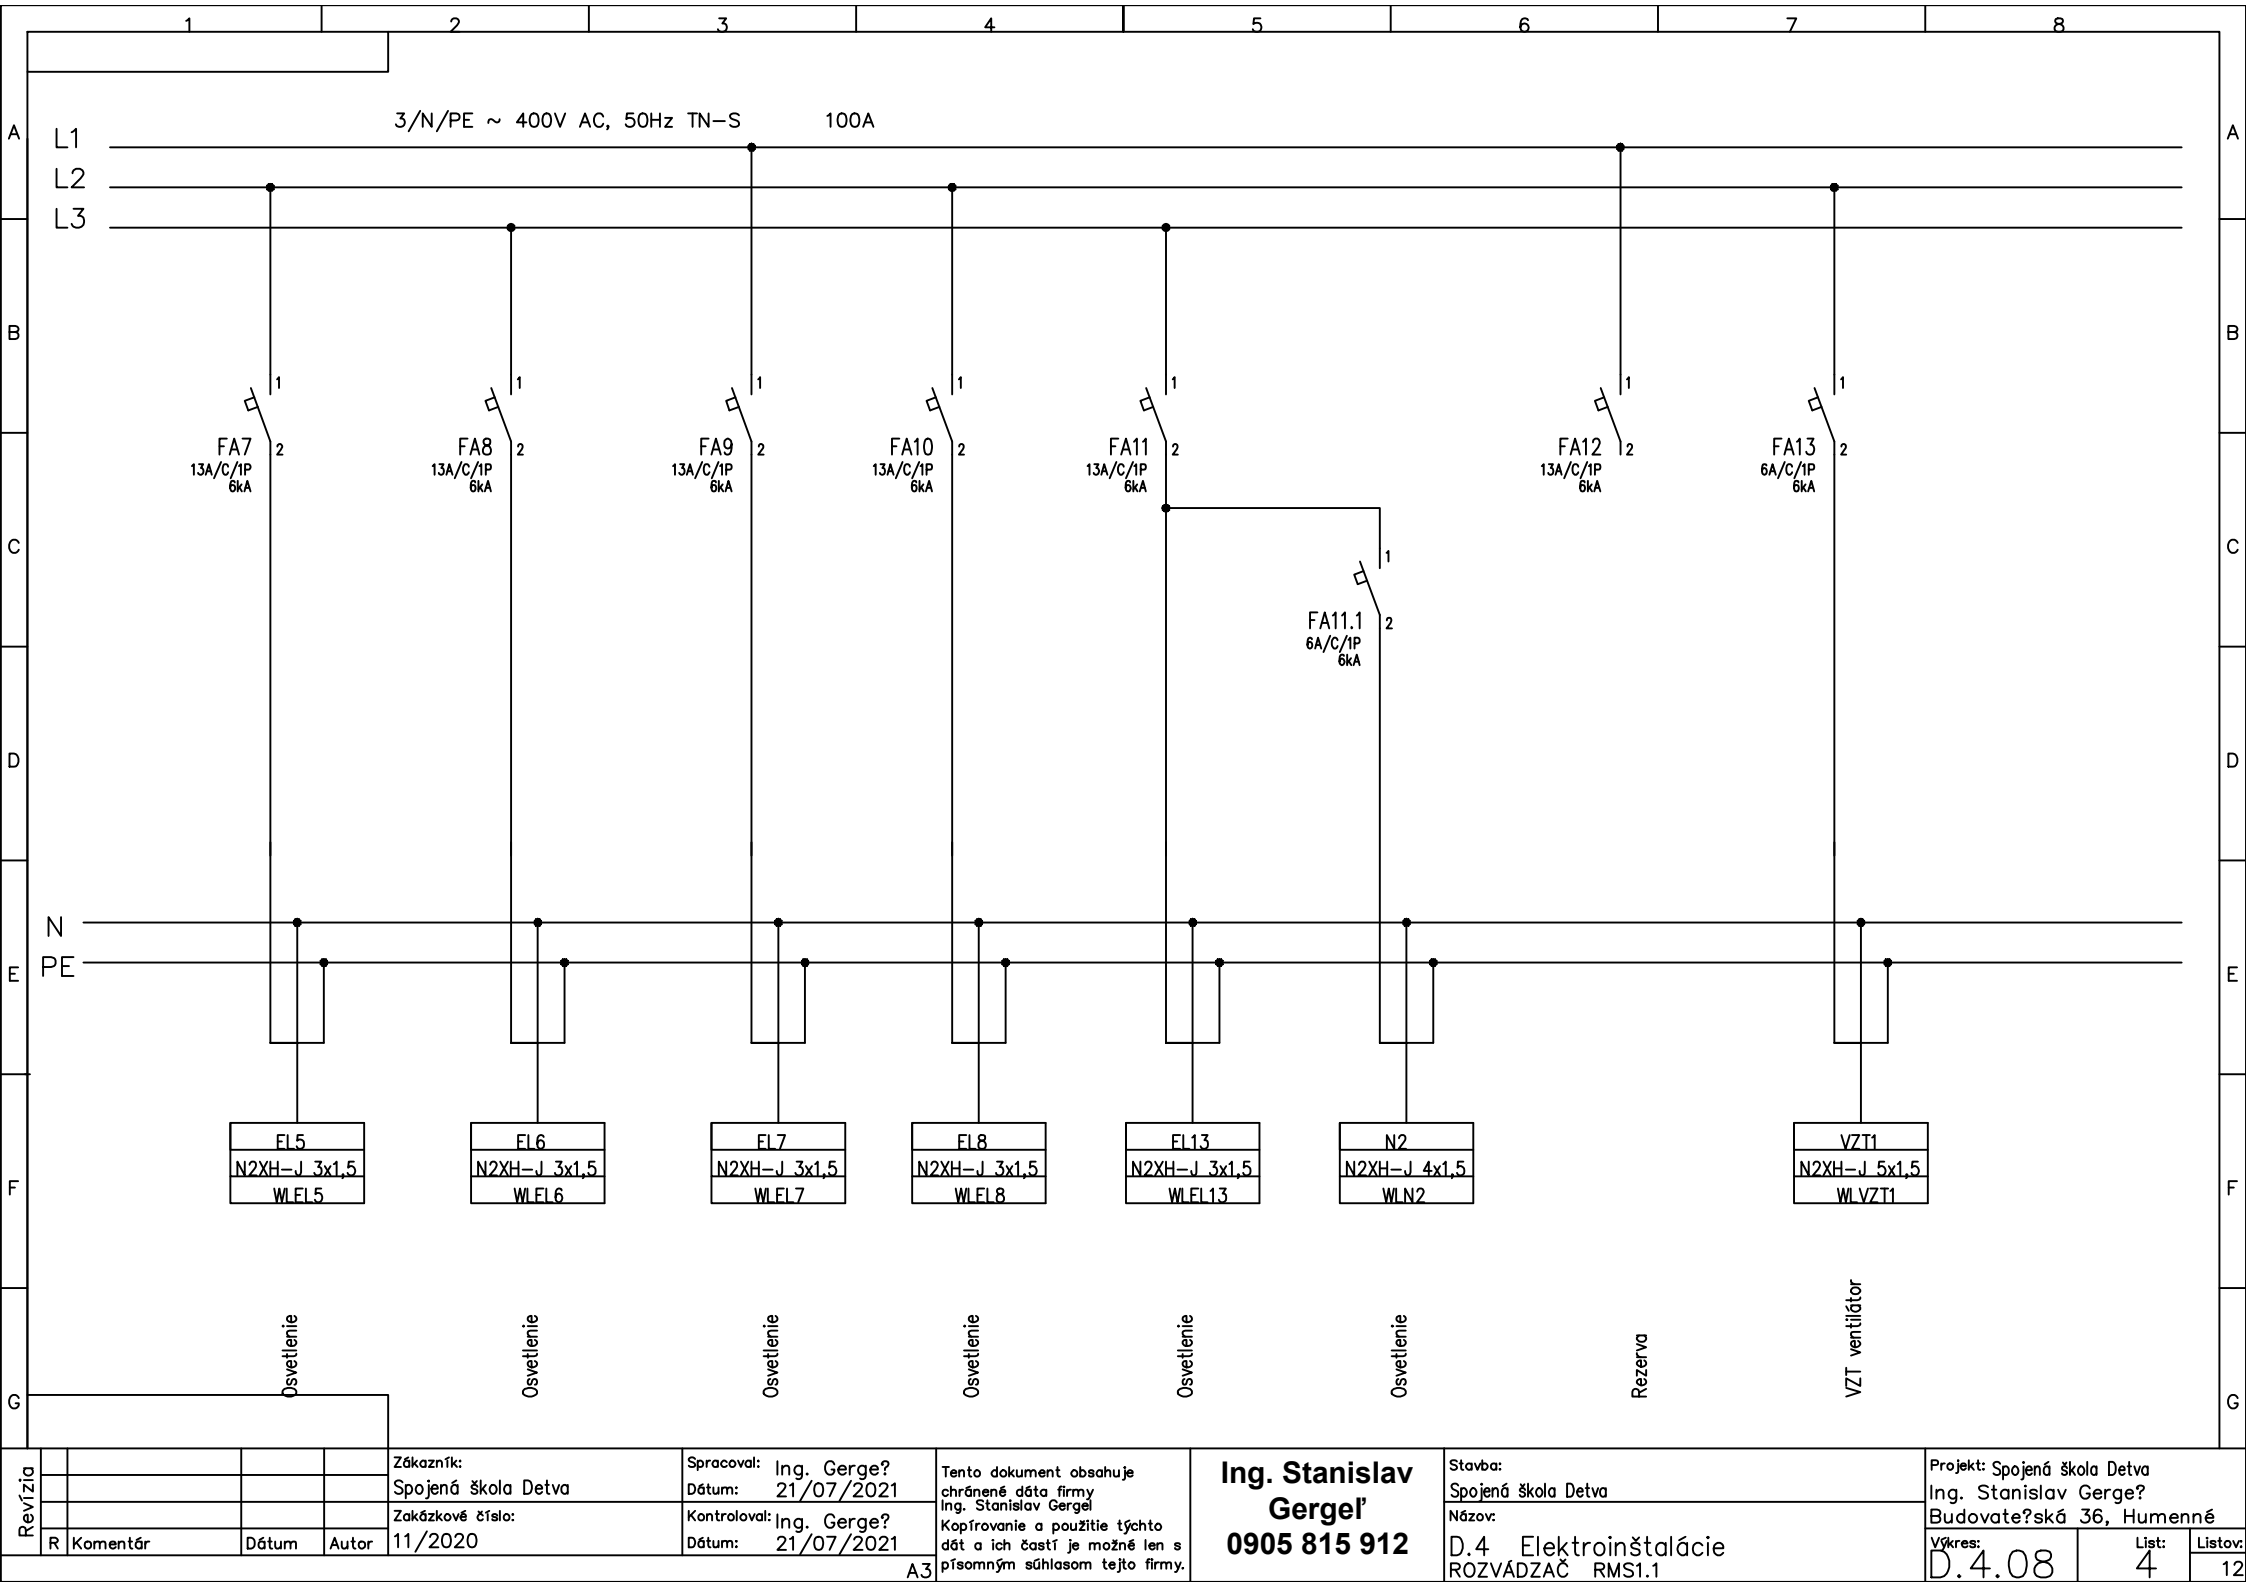 1 2 3 4 5 6 7 8
A A
3/N/PE ~ 400V AC, 50Hz TN-S 100A
L1
L2
L3
B B
1 1 1 1 1 1 1
FA7 2 FA8 2 FA9 2 FA10 2 FA11 2 FA12 2 FA13 2
13A/C/1P 13A/C/1P 13A/C/1P 13A/C/1P 13A/C/1P 13A/C/1P 6A/C/1P
6kA 6kA 6kA 6kA 6kA 6kA 6kA
C C
1
FA11.1 2
6A/C/1P
6kA
D D
N
PE
E E
EL5 EL6 EL7 EL8 EL13 N2 VZT1
N2XH-J 3x1,5 N2XH-J 3x1,5 N2XH-J 3x1,5 N2XH-J 3x1,5 N2XH-J 3x1,5 N2XH-J 4x1,5 N2XH-J 5x1,5
WLEL5 WLEL6 WLEL7 WLEL8 WLEL13 WLN2 WLVZT1
F F
Osvetlenie
Osvetlenie
Osvetlenie
Osvetlenie
Osvetlenie
Osvetlenie
Rezerva
VZT ventilátor
G G
Revízia
R Komentár Dátum Autor
Zákazník:
Spojená škola Detva
Zakázkové číslo:
11/2020
Spracoval: Ing. Gerge?
Dátum: 21/07/2021
Kontroloval: Ing. Gerge?
Dátum: 21/07/2021
A3
Tento dokument obsahuje
chránené dáta firmy
Ing. Stanislav Gergel
Kopírovanie a použitie týchto
dát a ich častí je možné len s
písomným súhlasom tejto firmy.
Ing. Stanislav
Gergeľ
0905 815 912
Stavba:
Spojená škola Detva
Názov:
D.4 Elektroinštalácie
ROZVÁDZAČ RMS1.1
Projekt: Spojená škola Detva
Ing. Stanislav Gerge?
Budovate?ská 36, Humenné
Výkres: List: Listov:
D.4.08 4 12